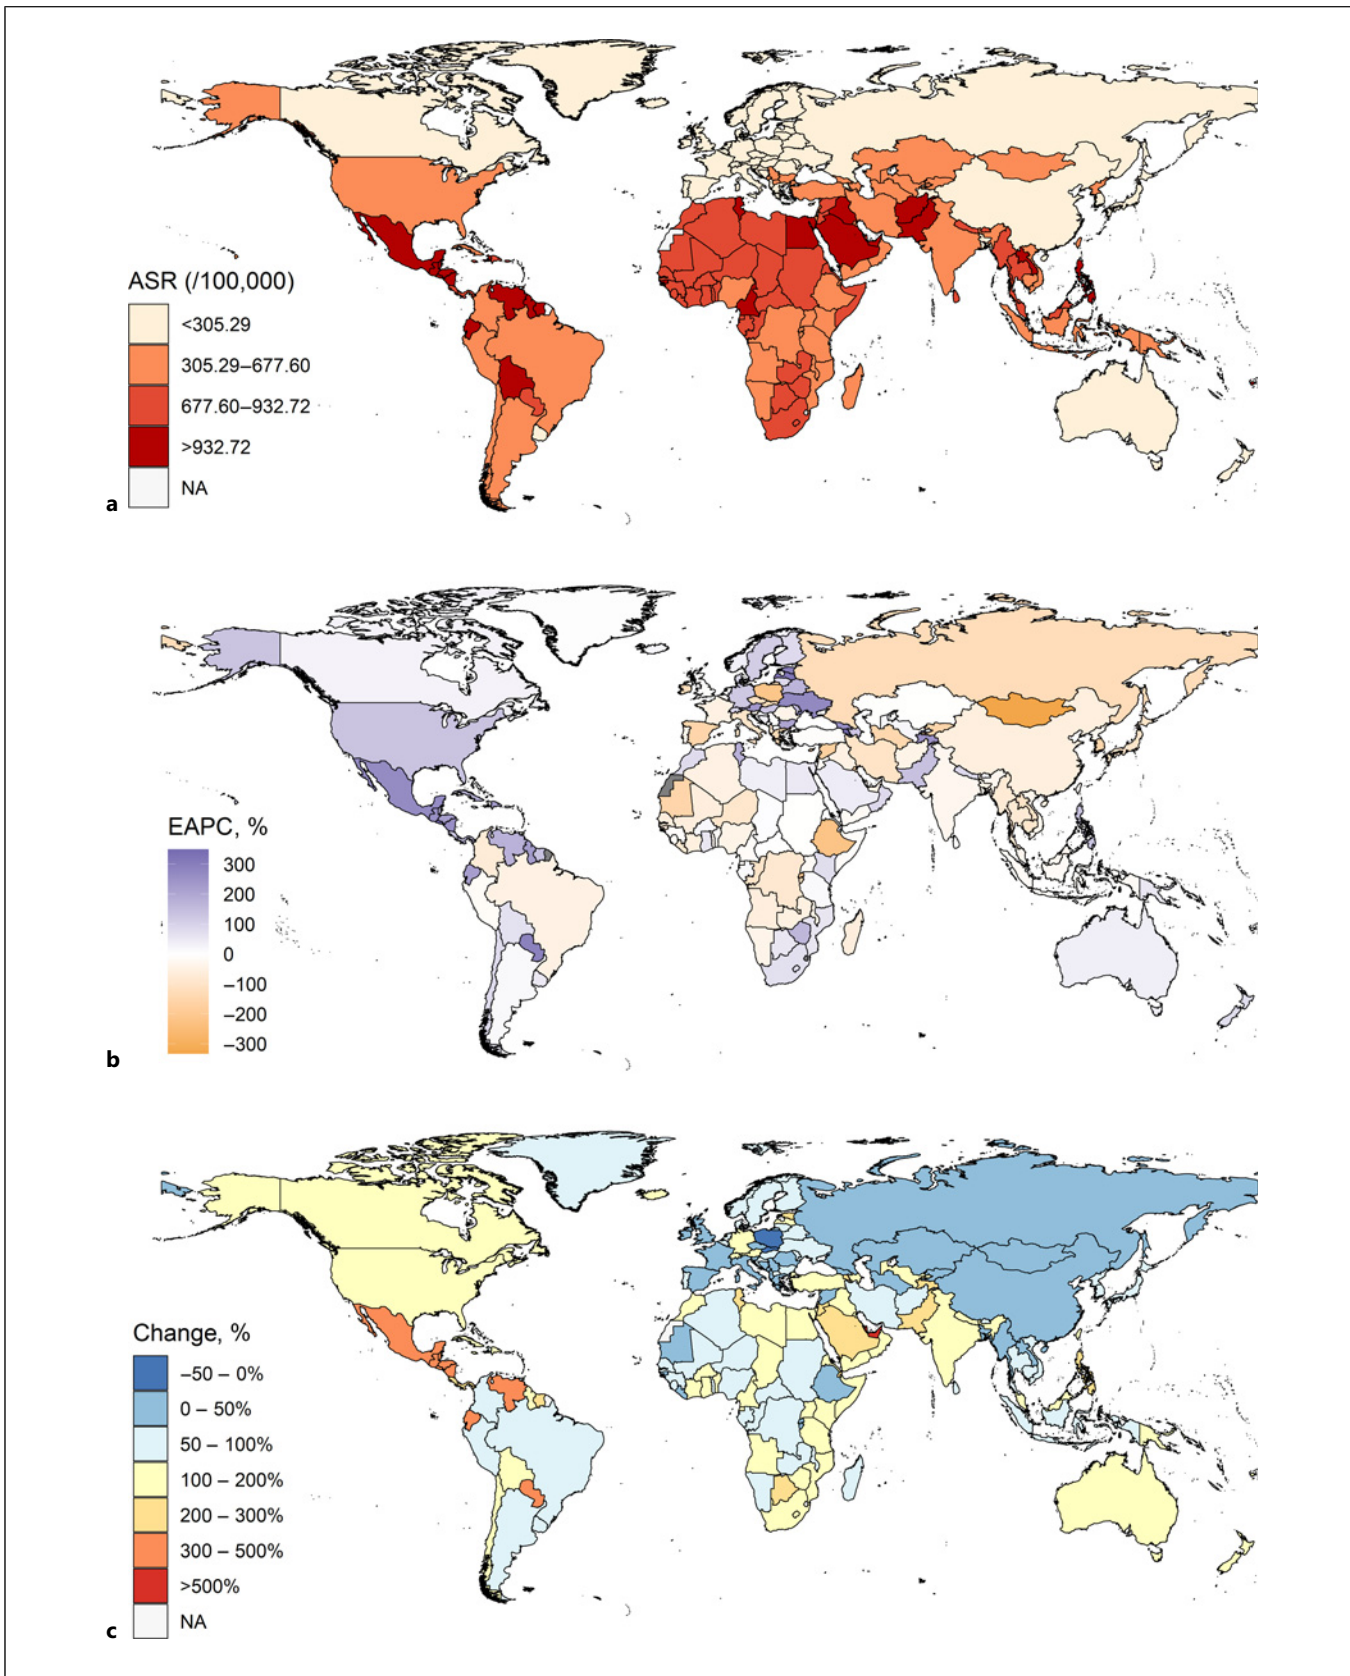 ASR (/100,000)
<305.29
305.29–677.60
677.60–932.72
>932.72
NA
a
EAPC, %
300
200
100
0
–100
–200
–300
b
Change, %
–50 – 0%
0 – 50%
50 – 100%
100 – 200%
200 – 300%
300 – 500%
>500%
NA
c